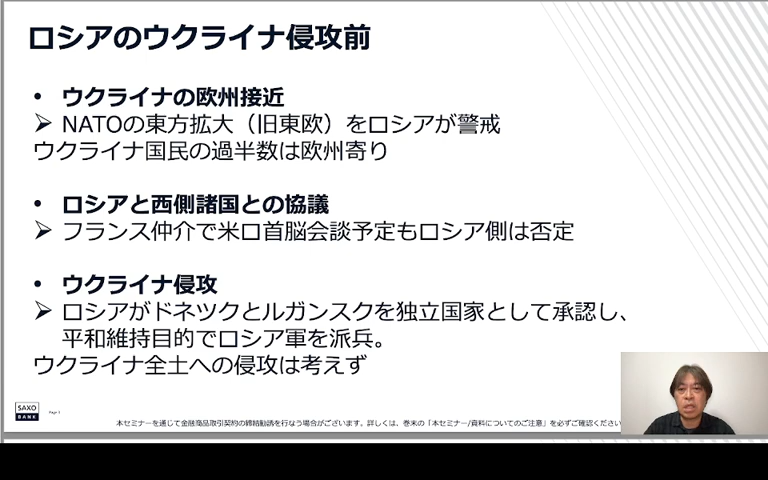 ロシアのウクライナ侵攻前
• ウクライナの欧州接近
➢ NATOの東方拡大（旧東欧）をロシアが警戒
ウクライナ国民の過半数は欧州寄り
• ロシアと西側諸国との協議
➢ フランス仲介で米ロ首脳会談予定もロシア側は否定
• ウクライナ侵攻
➢ ロシアがドネツクとルガンスクを独立国家として承認し、
平和維持目的でロシア軍を派兵。
ウクライナ全土への侵攻は考えず
SAXO
BANK
本セミナーを通じて金融商品取引契約の締結勧誘を行なう場合がございます。詳しくは、巻末の「本セミナー/資料についてのご注意」を必ずご確認ください